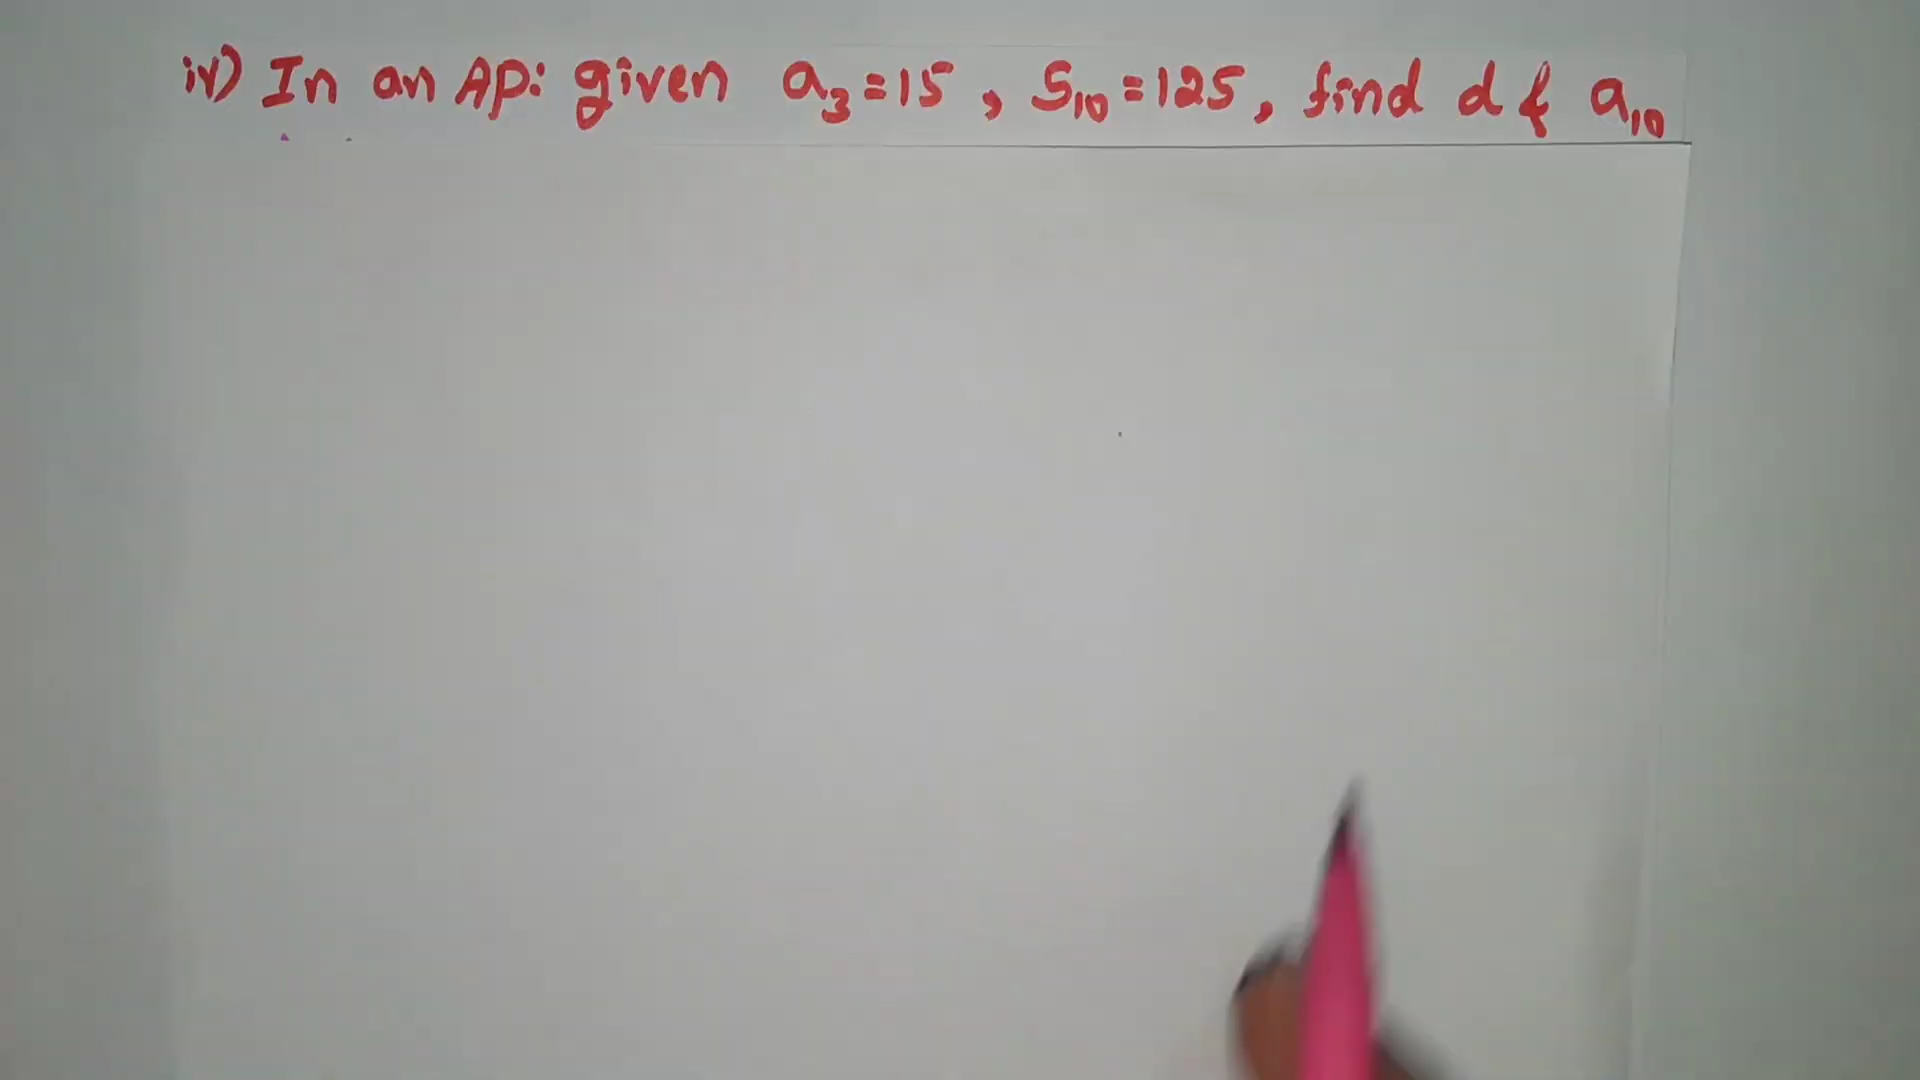 iv) In an AP: given a₃=15, S₁₀=125, find d & a₁₀